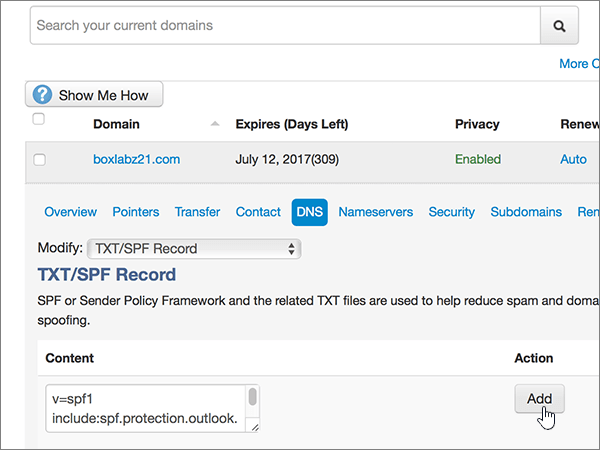 Search your current domains
More
Show Me How
Domain Expires (Days Left) Privacy Renew
boxlabz21.com July 12, 2017(309) Enabled Auto
Overview Pointers Transfer Contact DNS Nameservers Security Subdomains Ren
Modify: TXT/SPF Record
TXT/SPF Record
SPF or Sender Policy Framework and the related TXT files are used to help reduce spam and doma
spoofing.
Content Action
v=spf1 Add
include:spf.protection.outlook.